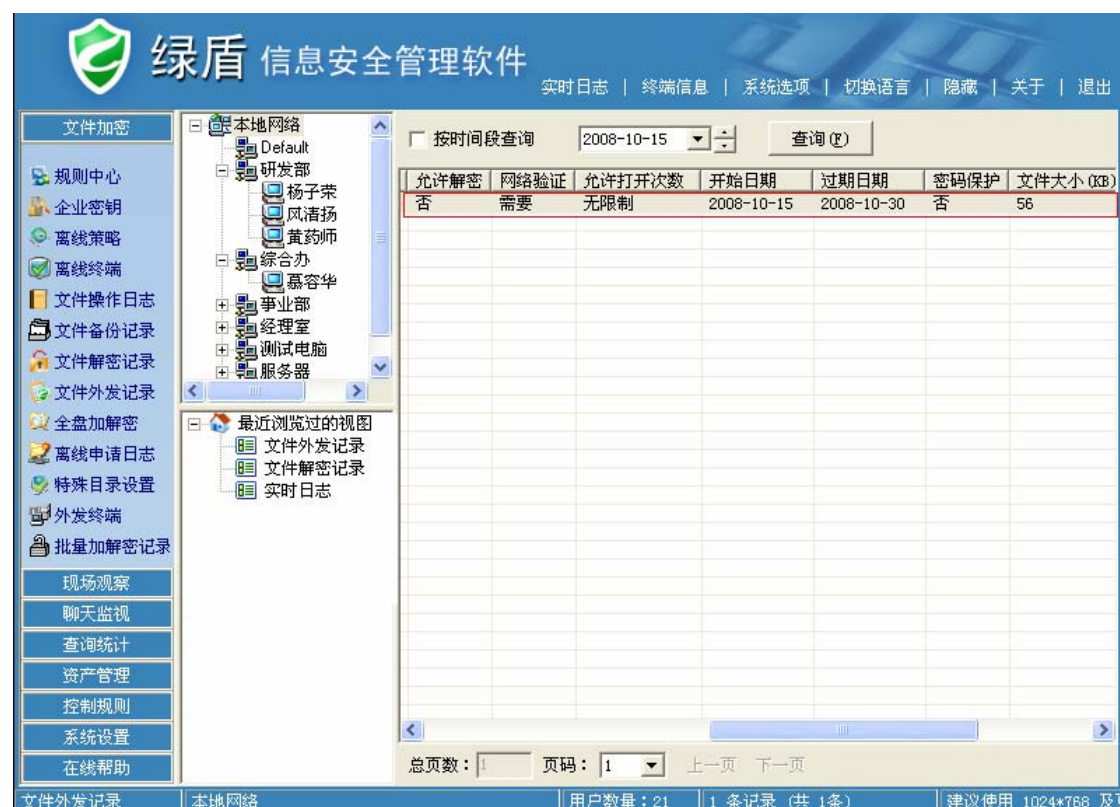 绿盾 信息安全管理软件
实时日志 | 终端信息 | 系统选项 | 切换语言 | 隐藏 | 关于 | 退出
文件加密
规则中心
企业密钥
离线策略
离线终端
文件操作日志
文件备份记录
文件解密记录
文件外发记录
全盘加解密
离线申请日志
特殊目录设置
外发终端
批量加解密记录
现场观察
聊天监视
查询统计
资产管理
控制规则
系统设置
在线帮助
本地网络
Default
研发部
杨子荣
风清扬
黄药师
综合办
慕容华
事业部
经理室
测试电脑
服务器
最近浏览过的视图
文件外发记录
文件解密记录
实时日志
按时间段查询 2008-10-15 查询(F)
允许解密 网络验证 允许打开次数 开始日期 过期日期 密码保护 文件大小(KB)
否 需要 无限制 2008-10-15 2008-10-30 否 56
总页数：1 页码：1 上一页 下一页
文件外发记录 本地网络 用户数量：21 1 条记录 (共 1条) 建议使用 1024*768 及